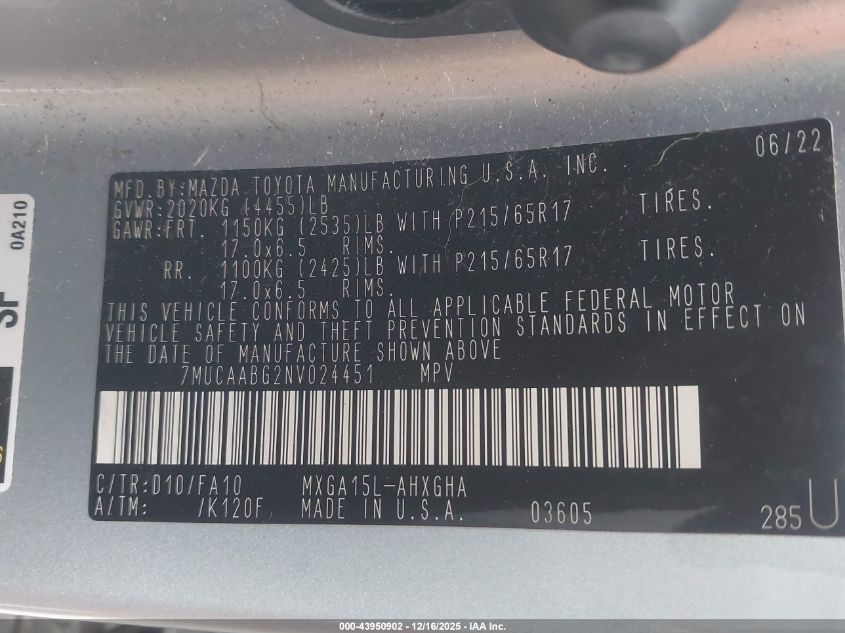 06/22
MFD.BY:MAZDA TOYOTA MANUFACTURING U.S.A. INC.
GVWR:2020KG (4455)LB
GAWR:FRT. 1150KG (2535)LB WITH P215/65R17 TIRES.
17.0x6.5 RIMS.
RR. 1100KG (2425)LB WITH P215/65R17 TIRES.
17.0x6.5 RIMS.
THIS VEHICLE CONFORMS TO ALL APPLICABLE FEDERAL MOTOR
VEHICLE SAFETY AND THEFT PREVENTION STANDARDS IN EFFECT ON
THE DATE OF MANUFACTURE SHOWN ABOVE
7MUCAABG2NV024451 MPV
C/TR:D10/FA10 MXGA15L-AHXGHA
A/TM: /K120F MADE IN U.S.A. 03605 285U
0A210
000-43950902 - 12/16/2025 - IAA Inc.